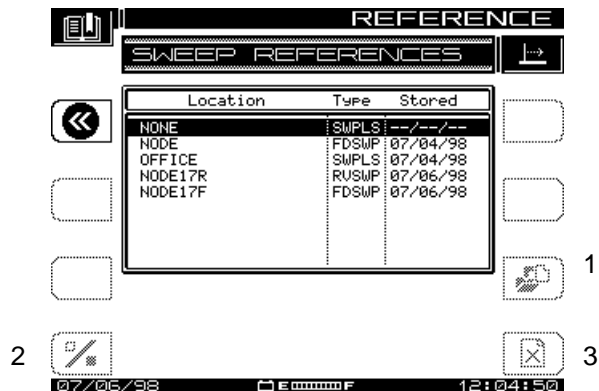 REFERENCE
SWEEP REFERENCES
Location Type Stored
NONE SWPLS --/--/--
NODE FDSWP 07/04/98
OFFICE SWPLS 07/04/98
NODE17R RVSWP 07/06/98
NODE17F FDSWP 07/06/98
1
2
3
07/06/98 E F 12:04:50